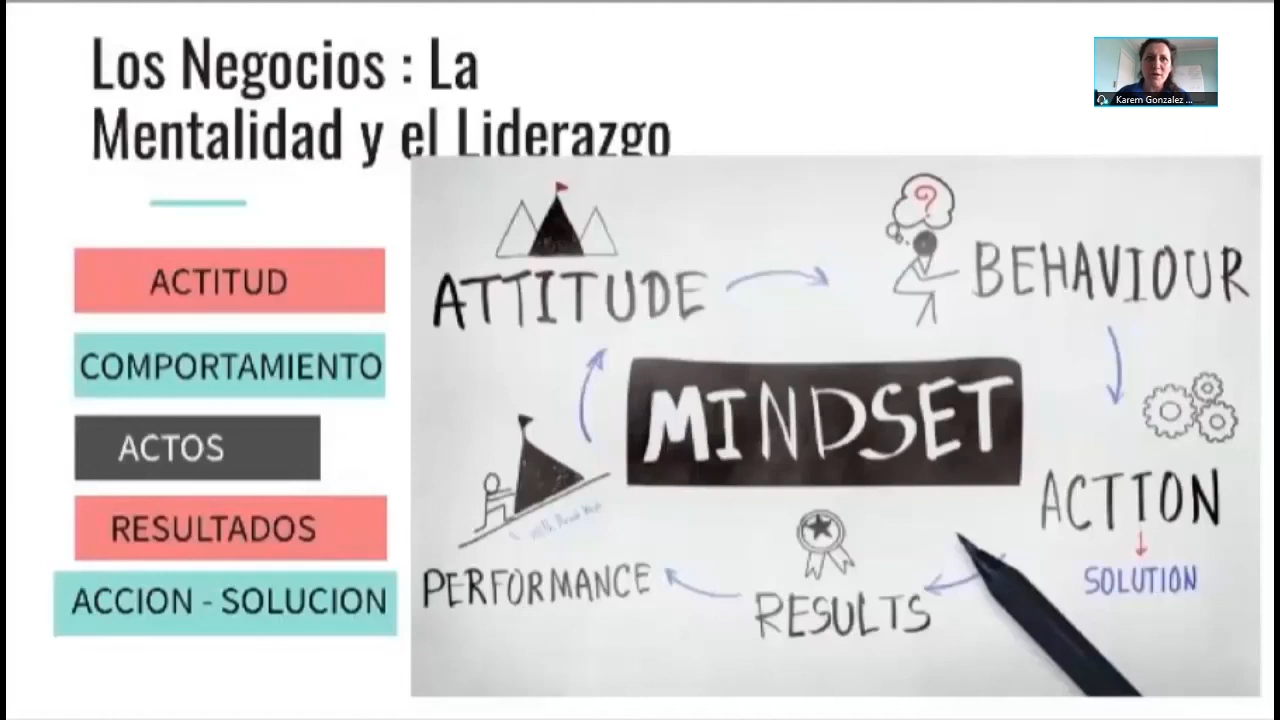 Los Negocios : La
Mentalidad y el Liderazgo
Karem Gonzalez ...
ACTITUD
COMPORTAMIENTO
ACTOS
RESULTADOS
ACCION - SOLUCION
?
ATTITUDE
BEHAVIOUR
MINDSET
ACTION
SOLUTION
RESULTS
PERFORMANCE